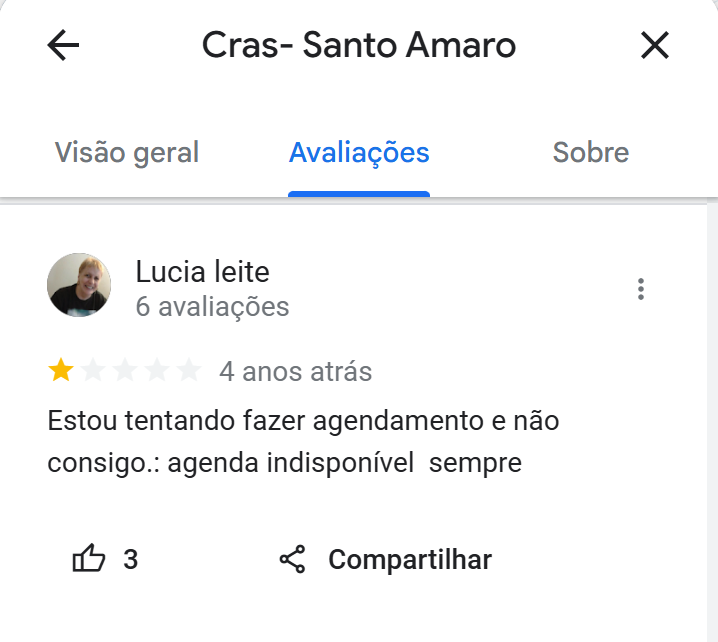 Cras- Santo Amaro
Visão geral
Avaliações
Sobre
Lucia leite
6 avaliações
4 anos atrás
Estou tentando fazer agendamento e não
consigo.: agenda indisponível  sempre
3
Compartilhar